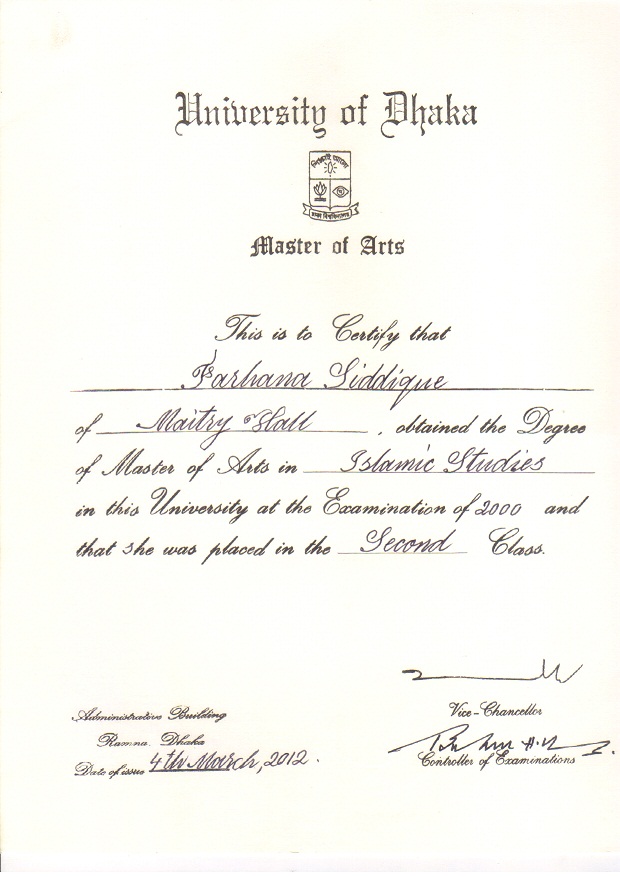 University of Dhaka
শিক্ষাই আলো
ঢাকা বিশ্ববিদ্যালয়
Master of Arts
This is to Certify that
Farhana Siddique
of Maitry Hall, obtained the Degree
of Master of Arts in Islamic Studies
in this University at the Examination of 2000 and
that she was placed in the Second Class.
Administrative Building
Ramna, Dhaka
Date of issue 4th March, 2012.
Vice-Chancellor
Controller of Examinations